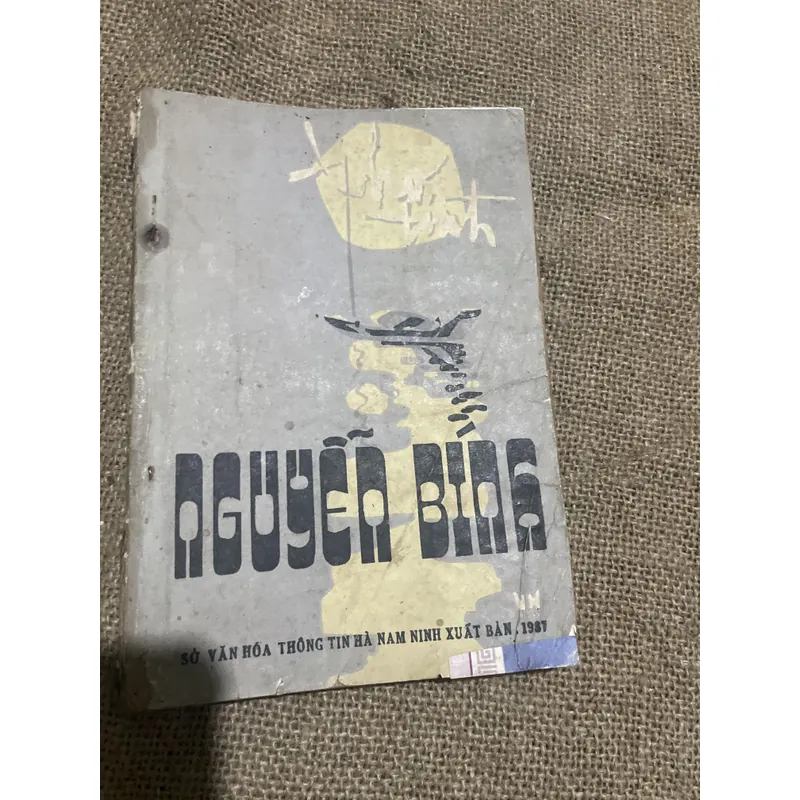 NGUYỄN BÍNH
SỞ VĂN HÓA THÔNG TIN HÀ NAM NINH XUẤT BẢN . 1987